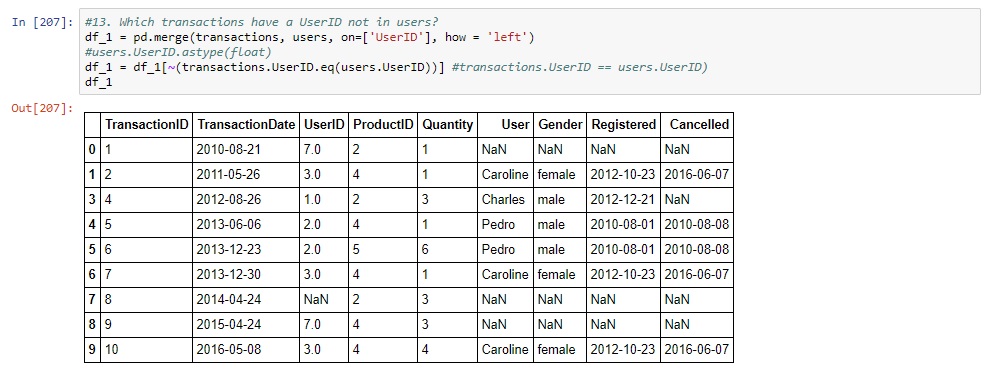 In [207]: #13. Which transactions have a UserID not in users?
df_1 = pd.merge(transactions, users, on=['UserID'], how = 'left')
#users.UserID.astype(float)
df_1 = df_1[~(transactions.UserID.eq(users.UserID))] #transactions.UserID == users.UserID)
df_1
Out[207]:
TransactionID TransactionDate UserID ProductID Quantity User Gender Registered Cancelled
0 1 2010-08-21 7.0 2 1 NaN NaN NaN NaN
1 2 2011-05-26 3.0 4 1 Caroline female 2012-10-23 2016-06-07
3 4 2012-08-26 1.0 2 3 Charles male 2012-12-21 NaN
4 5 2013-06-06 2.0 4 1 Pedro male 2010-08-01 2010-08-08
5 6 2013-12-23 2.0 5 6 Pedro male 2010-08-01 2010-08-08
6 7 2013-12-30 3.0 4 1 Caroline female 2012-10-23 2016-06-07
7 8 2014-04-24 NaN 2 3 NaN NaN NaN NaN
8 9 2015-04-24 7.0 4 3 NaN NaN NaN NaN
9 10 2016-05-08 3.0 4 4 Caroline female 2012-10-23 2016-06-07